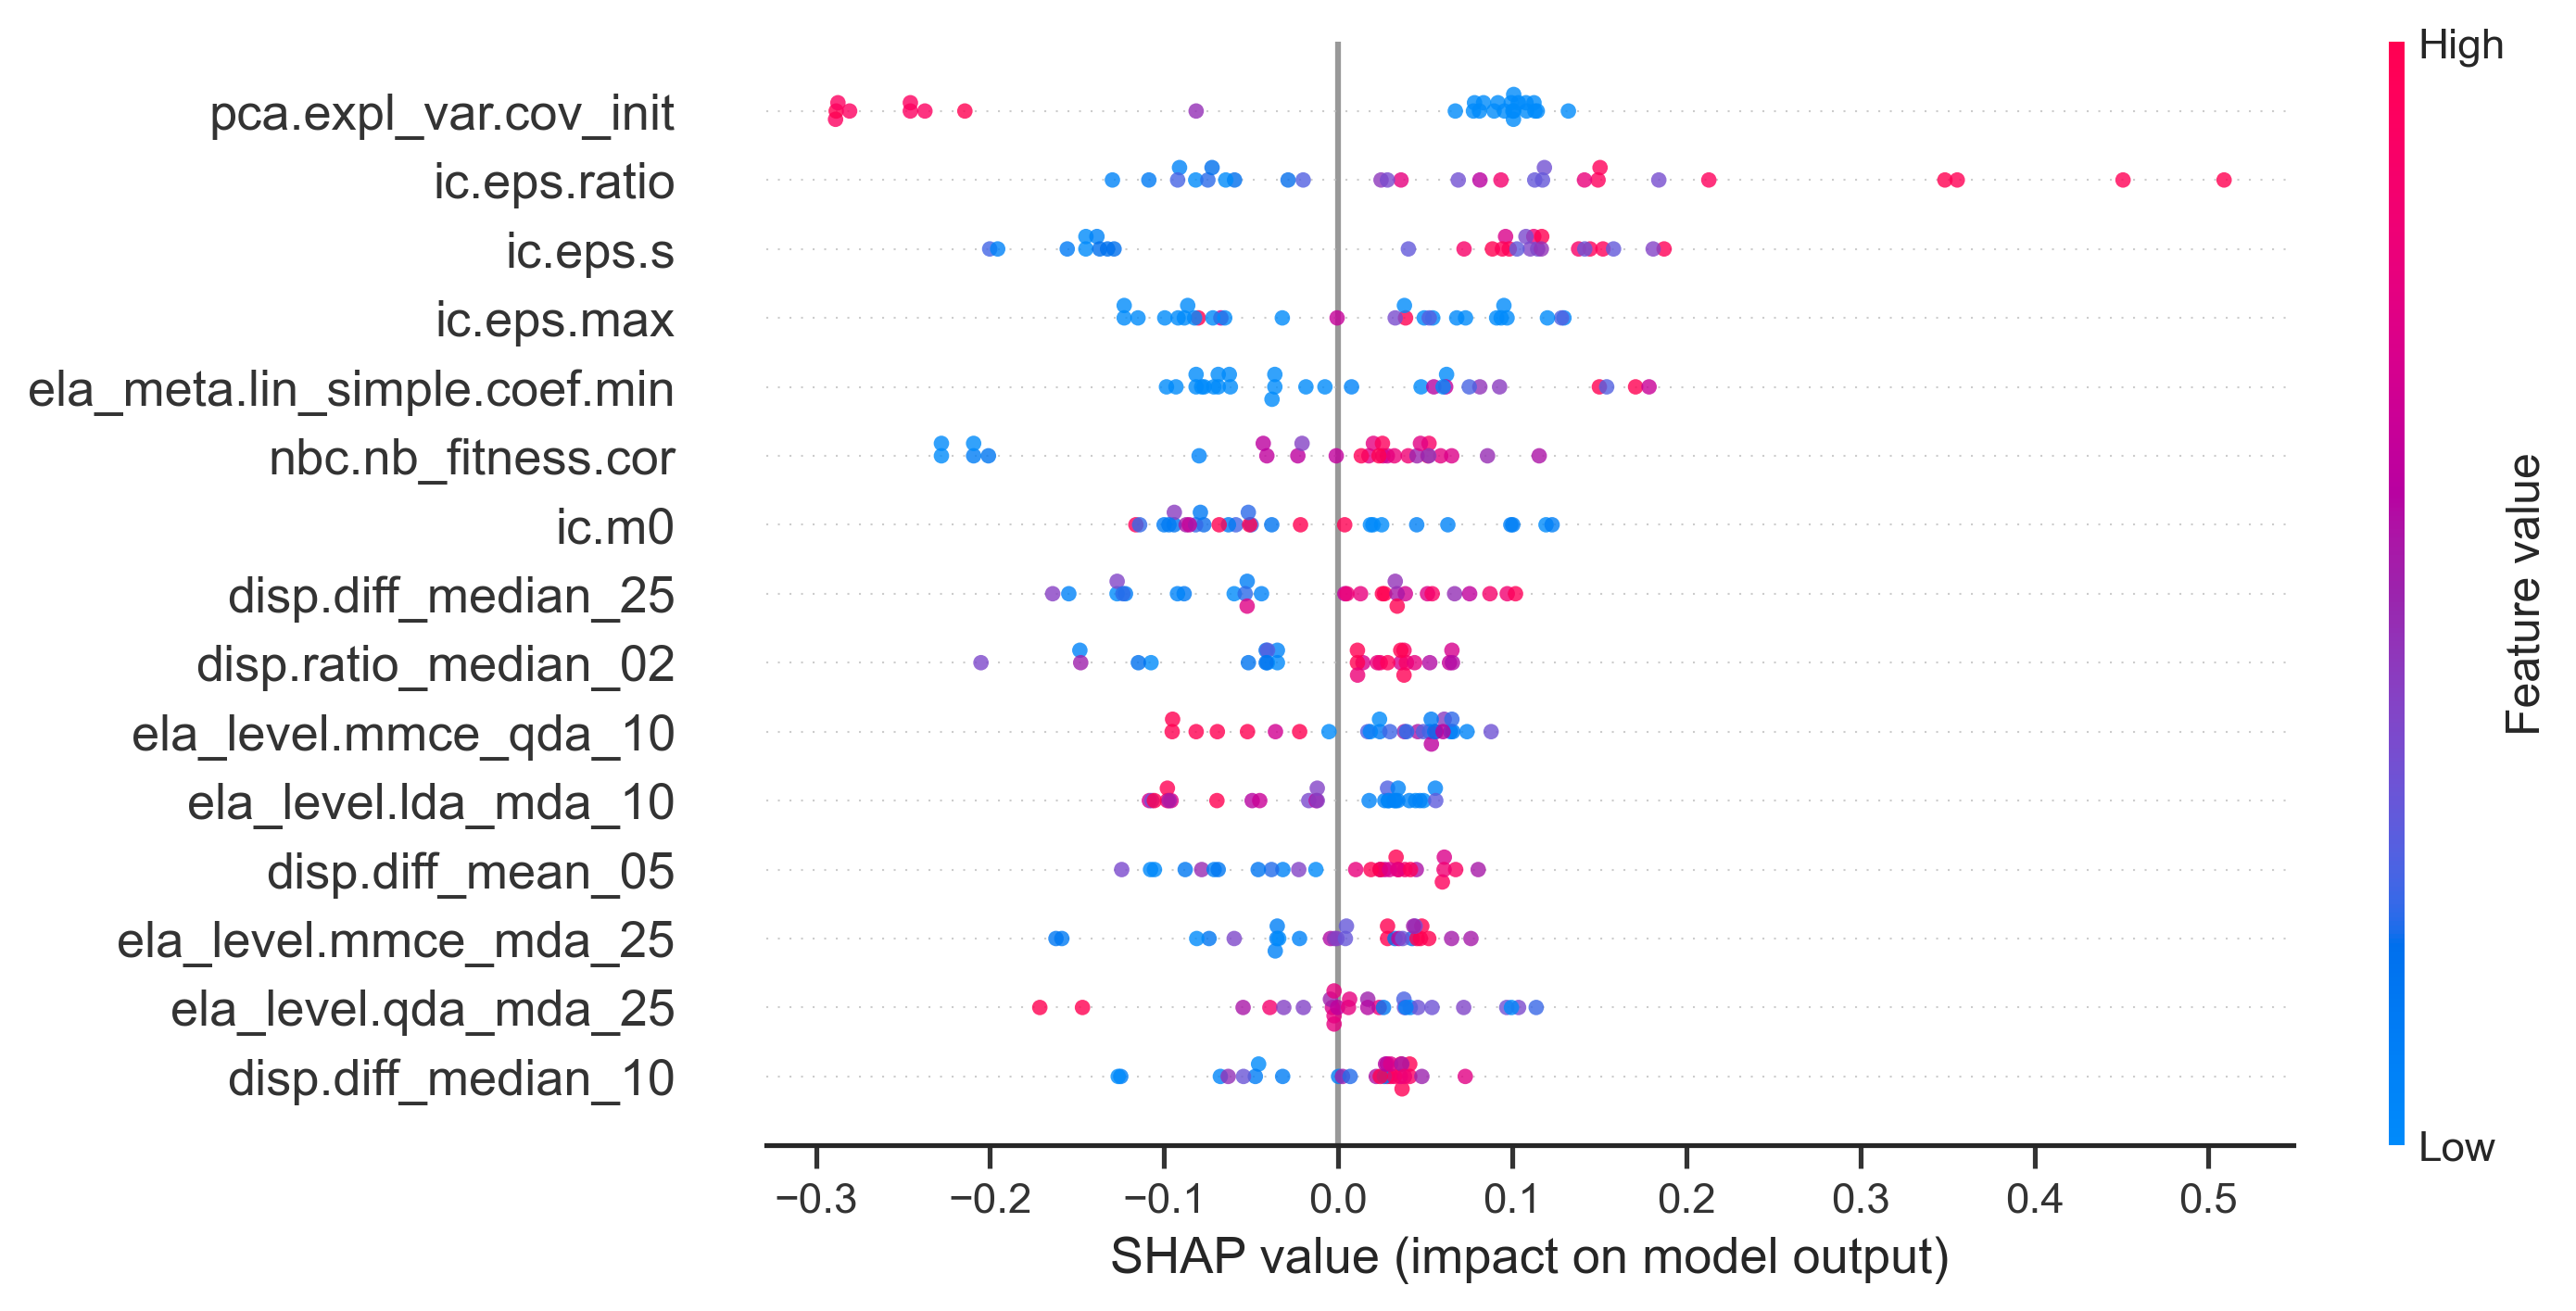 High
pca.expl_var.cov_init
ic.eps.ratio
ic.eps.s
ic.eps.max
ela_meta.lin_simple.coef.min
nbc.nb_fitness.cor
ic.m0
disp.diff_median_25
disp.ratio_median_02
ela_level.mmce_qda_10
ela_level.lda_mda_10
disp.diff_mean_05
ela_level.mmce_mda_25
ela_level.qda_mda_25
disp.diff_median_10
Feature value
Low
−0.3 −0.2 −0.1 0.0 0.1 0.2 0.3 0.4 0.5
SHAP value (impact on model output)